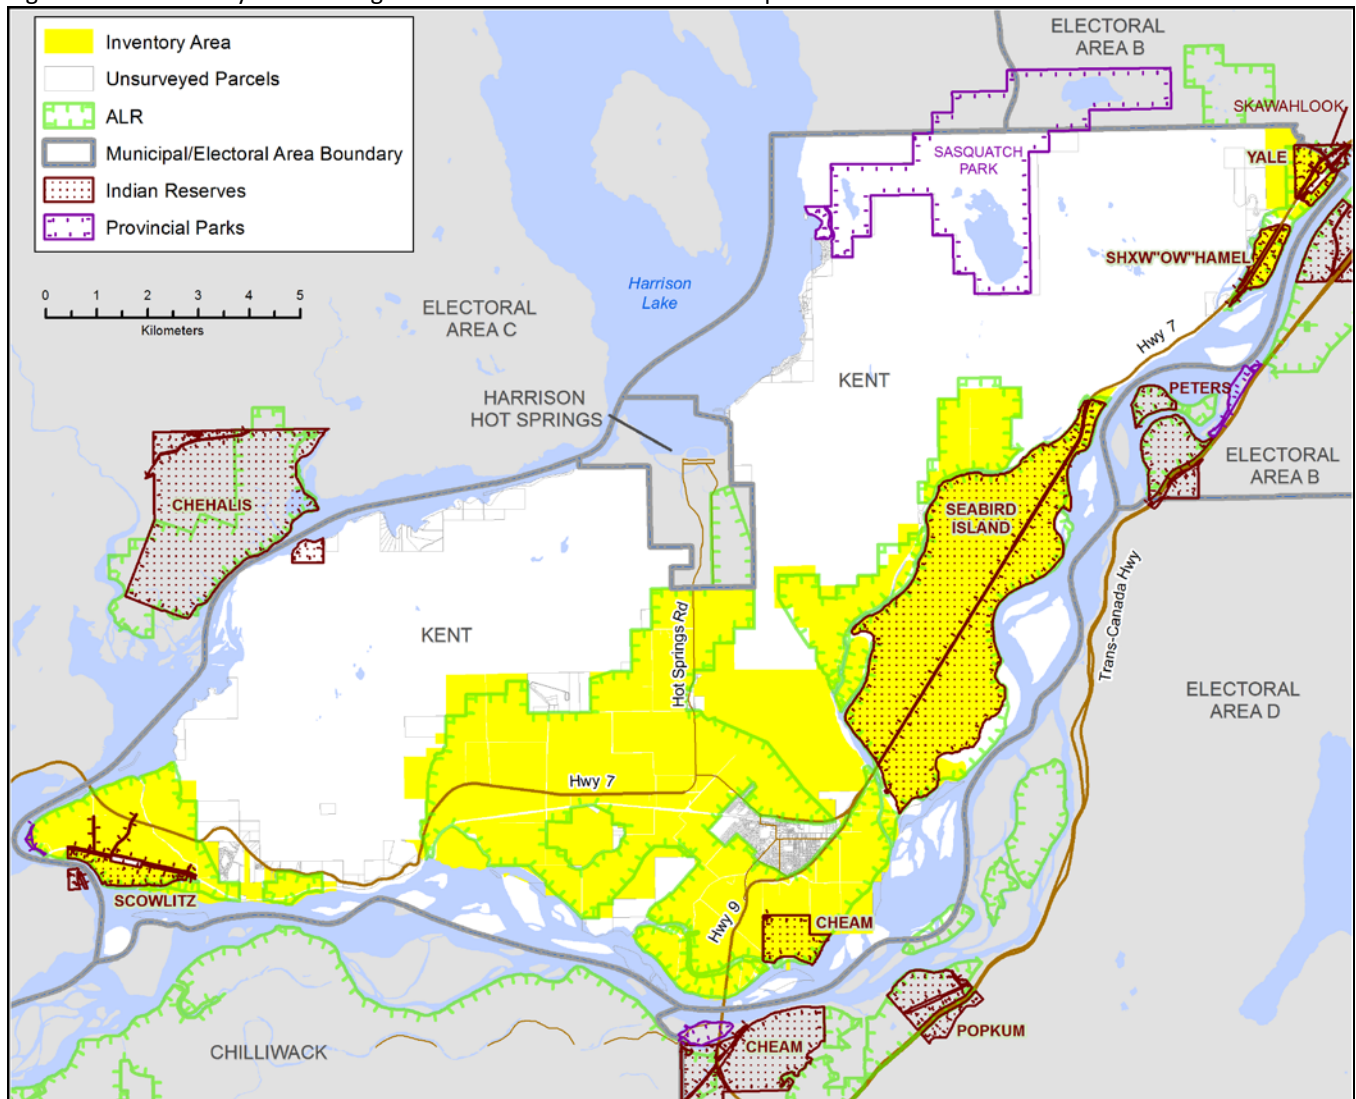 Inventory Area
Unsurveyed Parcels
ALR
Municipal/Electoral Area Boundary
Indian Reserves
Provincial Parks
0 1 2 3 4 5
Kilometers
ELECTORAL
AREA B
SKAWAHLOOK
YALE
SASQUATCH
PARK
SHXW"OW"HAMEL
Harrison
Lake
ELECTORAL
AREA C
Hwy 7
KENT
PETERS
HARRISON
HOT SPRINGS
ELECTORAL
AREA B
CHEHALIS
SEABIRD
ISLAND
Trans-Canada Hwy
KENT
Hot Springs Rd
ELECTORAL
AREA D
Hwy 7
SCOWLITZ
Hwy 9
CHEAM
POPKUM
CHEAM
CHILLIWACK